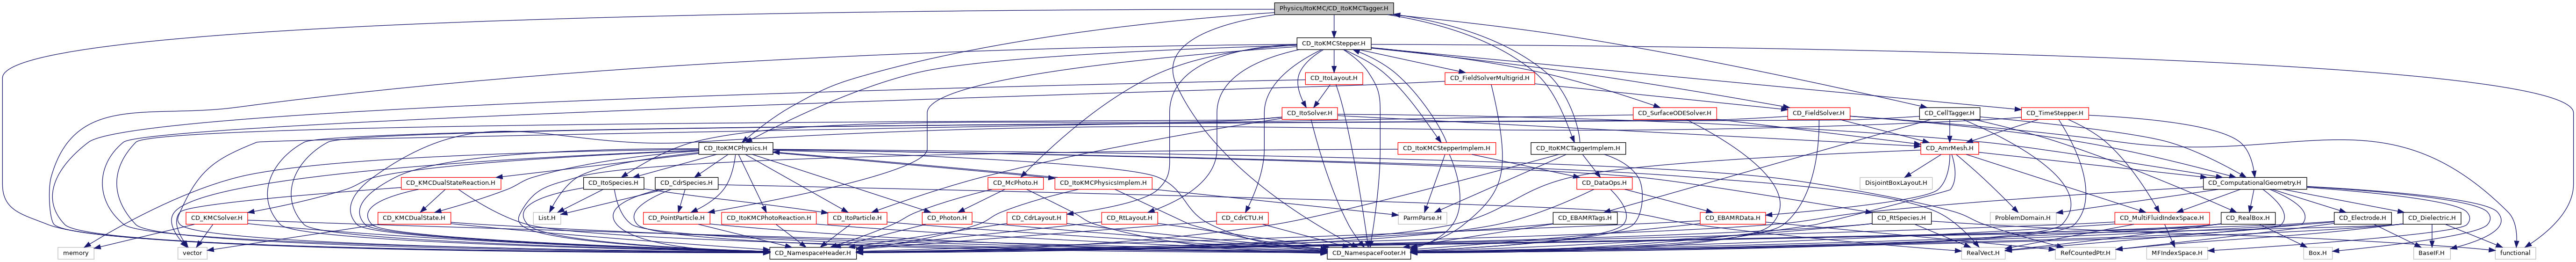 Physics/ItoKMC/CD_ItoKMCTagger.H
CD_ItoKMCStepper.H
CD_ItoLayout.H
CD_FieldSolverMultigrid.H
CD_ItoSolver.H
CD_SurfaceODESolver.H
CD_FieldSolver.H
CD_CellTagger.H
CD_TimeStepper.H
CD_ItoKMCPhysics.H
CD_ItoKMCStepperImplem.H
CD_ItoKMCTaggerImplem.H
CD_AmrMesh.H
CD_KMCDualStateReaction.H
CD_ItoSpecies.H
CD_CdrSpecies.H
CD_McPhoto.H
CD_ItoKMCPhysicsImplem.H
CD_DataOps.H
DisjointBoxLayout.H
CD_ComputationalGeometry.H
CD_KMCSolver.H
CD_KMCDualState.H
List.H
CD_PointParticle.H
CD_ItoKMCPhotoReaction.H
CD_ItoParticle.H
CD_Photon.H
CD_CdrLayout.H
CD_RtLayout.H
CD_CdrCTU.H
ParmParse.H
CD_EBAMRTags.H
CD_EBAMRData.H
CD_RtSpecies.H
ProblemDomain.H
CD_MultiFluidIndexSpace.H
CD_RealBox.H
CD_Electrode.H
CD_Dielectric.H
memory
vector
CD_NamespaceHeader.H
CD_NamespaceFooter.H
RealVect.H
RefCountedPtr.H
MFIndexSpace.H
Box.H
BaseIF.H
functional